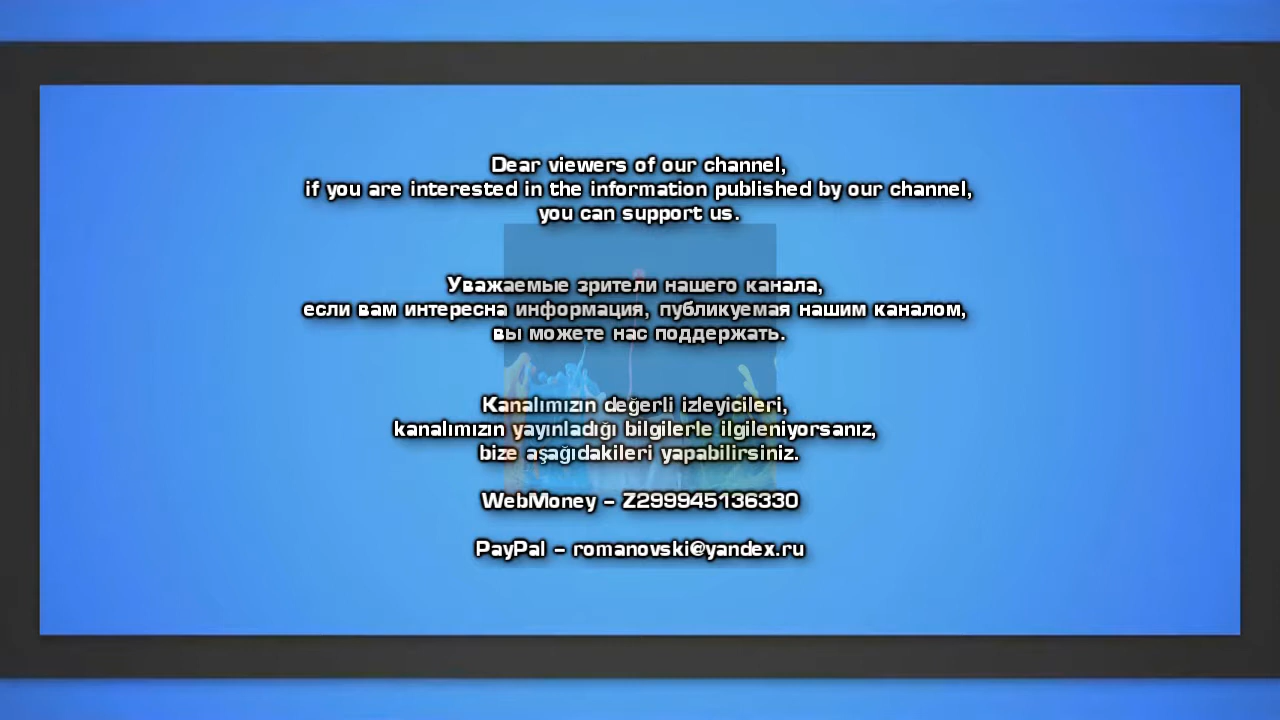 Dear viewers of our channel,
if you are interested in the information published by our channel,
you can support us.
Уважаемые зрители нашего канала,
если вам интересна информация, публикуемая нашим каналом,
вы можете нас поддержать.
Kanalımızın değerli izleyicileri,
kanalımızın yayınladığı bilgilerle ilgileniyorsanız,
bize aşağıdakileri yapabilirsiniz.
WebMoney - Z299945136330
PayPal - romanovski@yandex.ru